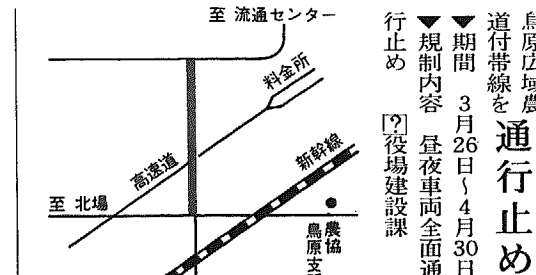 鳥原広域農
道付帯線を
通行止め
▼期間 3月26日〜4月30日
▼規制内容 昼夜車両全面通
行止め [?]役場建設課
至 流通センター
料金所
高速道
新幹線
至 北場
農協
鳥原支